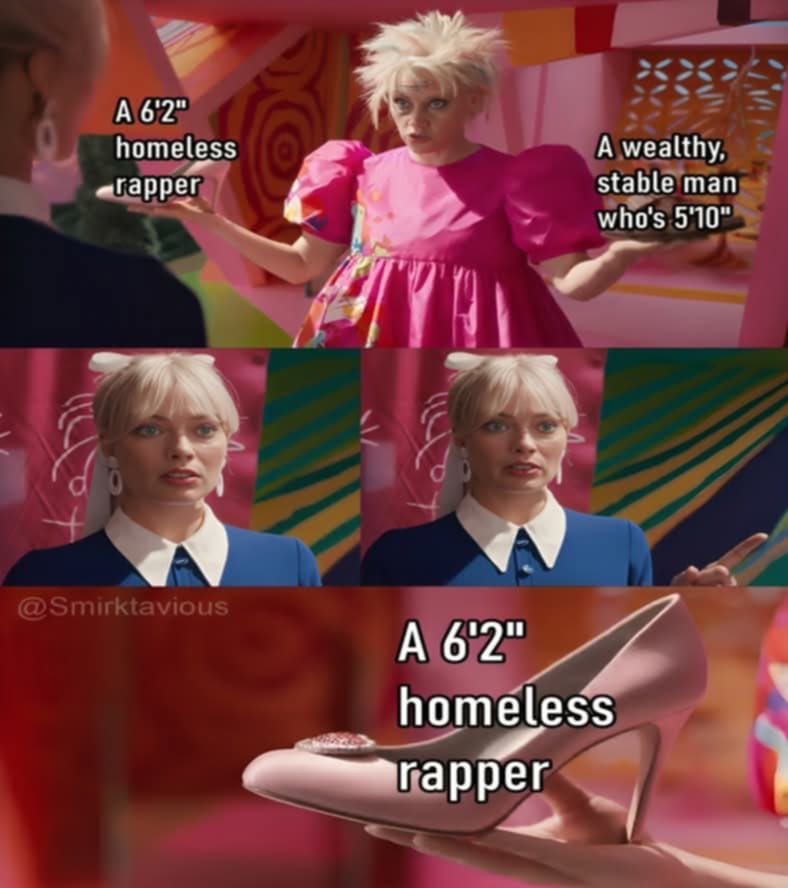 A 6'2"
homeless
rapper
A wealthy,
stable man
who's 5'10"
@Smirktavious
A 6'2"
homeless
rapper